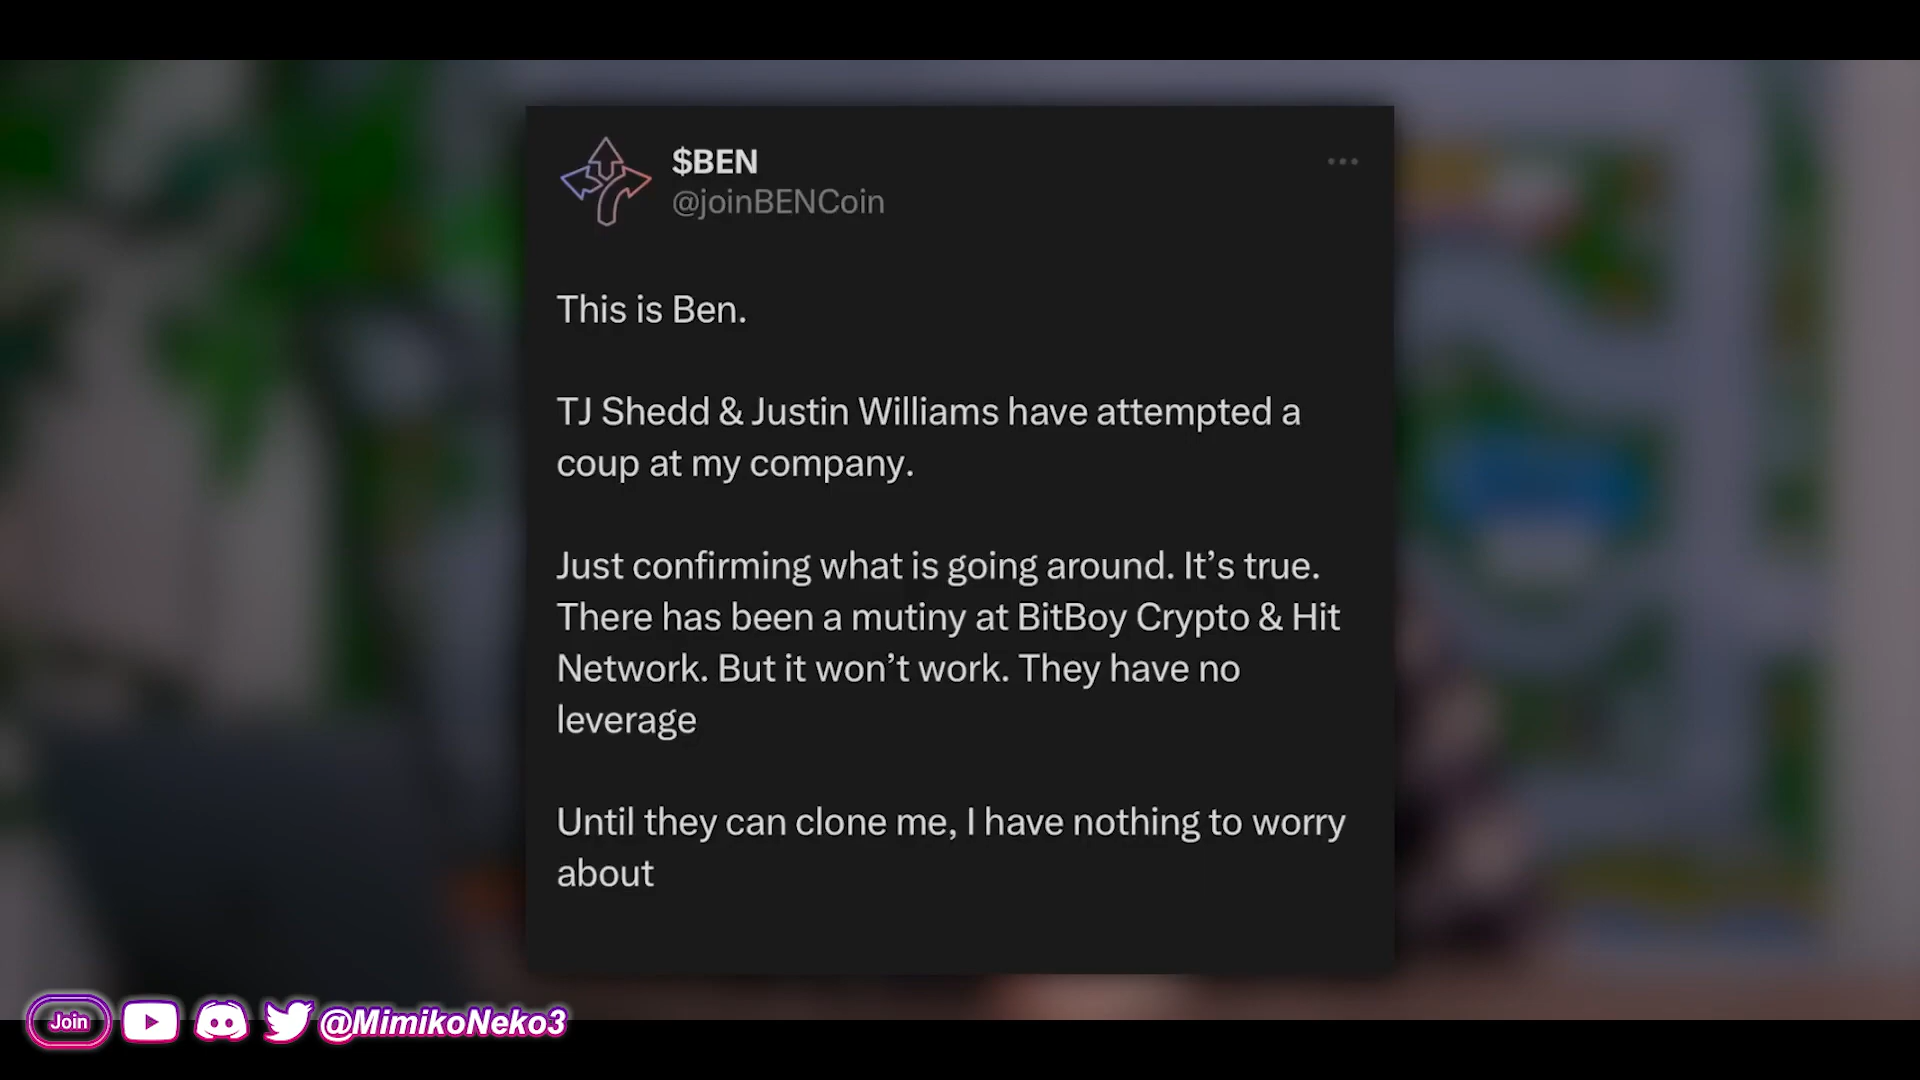 $BEN
@joinBENCoin
This is Ben.
TJ Shedd & Justin Williams have attempted a
coup at my company.
Just confirming what is going around. It’s true.
There has been a mutiny at BitBoy Crypto & Hit
Network. But it won’t work. They have no
leverage
Until they can clone me, I have nothing to worry
about
Join
@MimikoNeko3